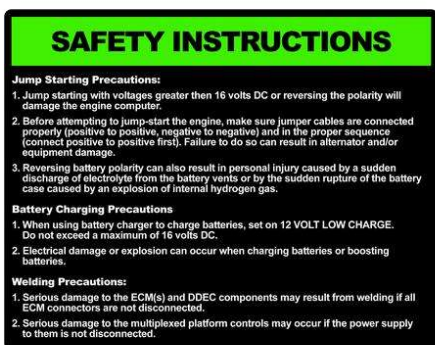 SAFETY INSTRUCTIONS
Jump Starting Precautions:
1. Jump starting with voltages greater then 16 volts DC or reversing the polarity will
damage the engine computer.
2. Before attempting to jump-start the engine, make sure jumper cables are connected
properly (positive to positive, negative to negative) and in the proper sequence
(connect positive to positive first). Failure to do so can result in alternator and/or
equipment damage.
3. Reversing battery polarity can also result in personal injury caused by a sudden
discharge of electrolyte from the battery vents or by the sudden rupture of the battery
case caused by an explosion of internal hydrogen gas.
Battery Charging Precautions
1. When using battery charger to charge batteries, set on 12 VOLT LOW CHARGE.
Do not exceed a maximum of 16 volts DC.
2. Electrical damage or explosion can occur when charging batteries or boosting
batteries.
Welding Precautions:
1. Serious damage to the ECM(s) and DDEC components may result from welding if all
ECM connectors are not disconnected.
2. Serious damage to the multiplexed platform controls may occur if the power supply
to them is not disconnected.